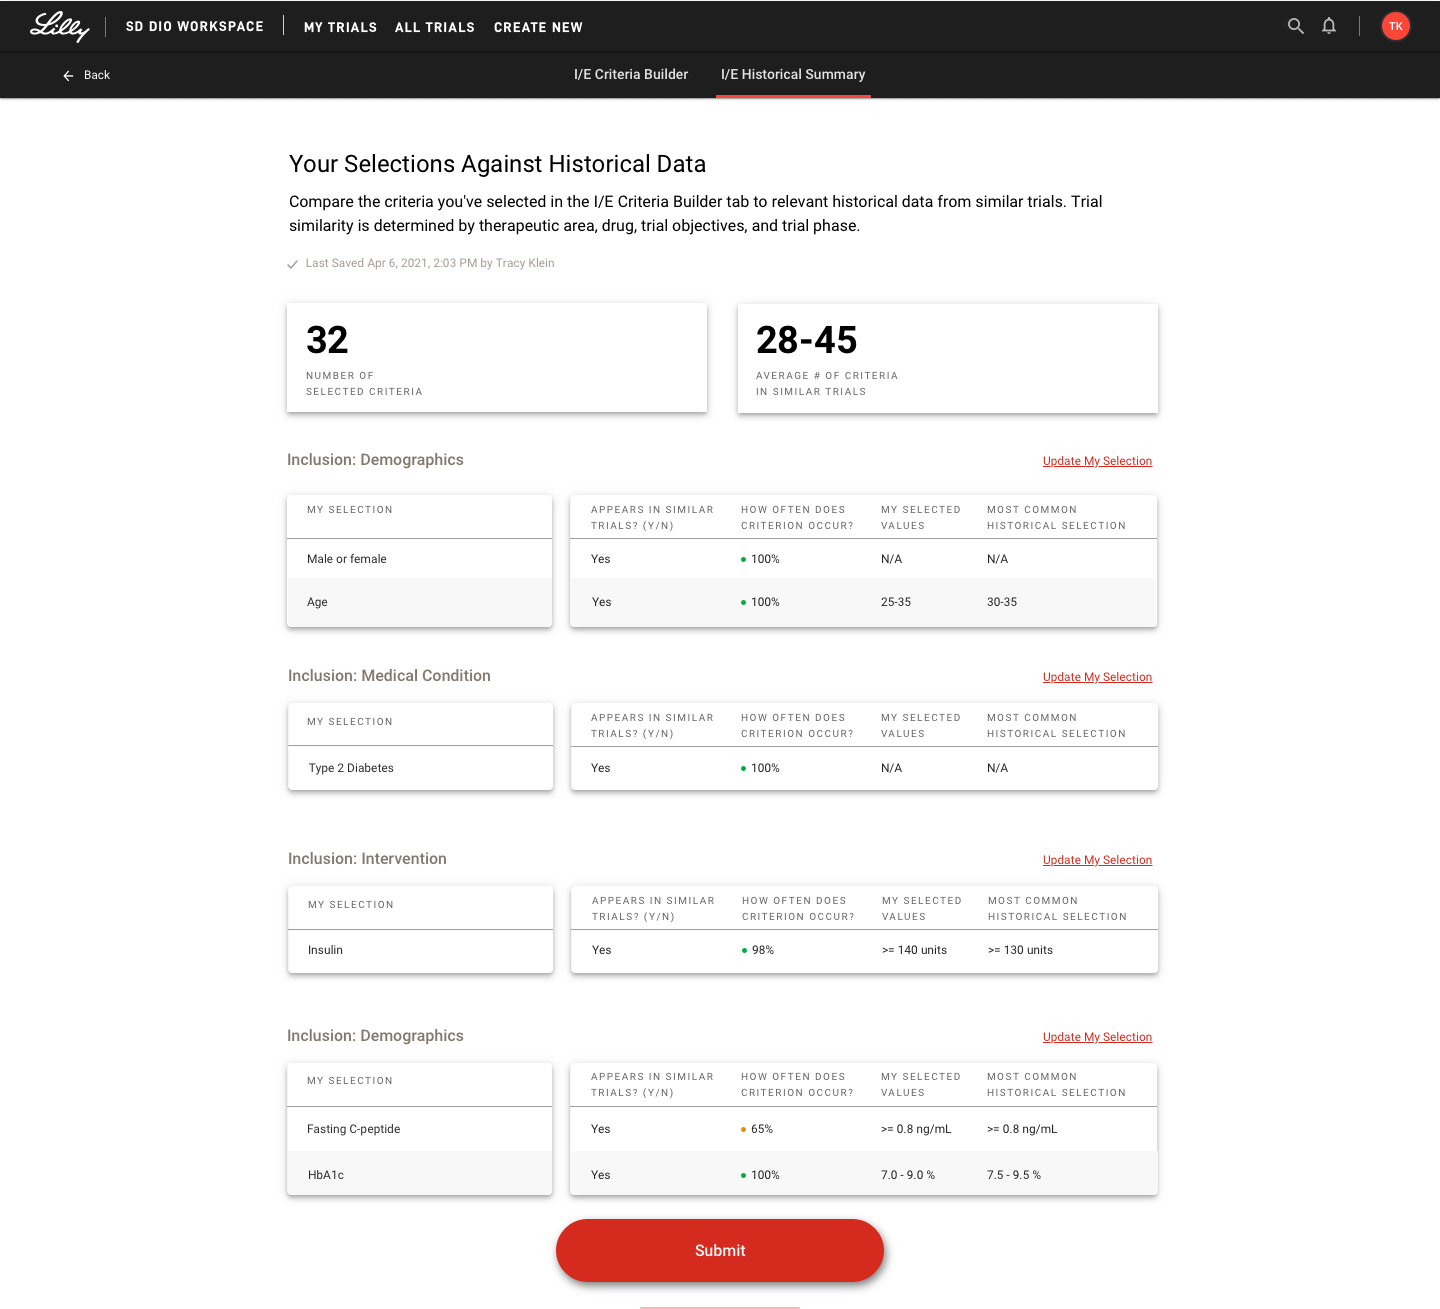 Lilly
SD DIO WORKSPACE
MY TRIALS
ALL TRIALS
CREATE NEW
TK
Back
I/E Criteria Builder
I/E Historical Summary
Your Selections Against Historical Data
Compare the criteria you've selected in the I/E Criteria Builder tab to relevant historical data from similar trials. Trial
similarity is determined by therapeutic area, drug, trial objectives, and trial phase.
Last Saved Apr 6, 2021, 2:03 PM by Tracy Klein
32
NUMBER OF
SELECTED CRITERIA
28-45
AVERAGE # OF CRITERIA
IN SIMILAR TRIALS
Inclusion: Demographics
Update My Selection
MY SELECTION
APPEARS IN SIMILAR
TRIALS? (Y/N)
HOW OFTEN DOES
CRITERION OCCUR?
MY SELECTED
VALUES
MOST COMMON
HISTORICAL SELECTION
Male or female
Yes
100%
N/A
N/A
Age
Yes
100%
25-35
30-35
Inclusion: Medical Condition
Update My Selection
MY SELECTION
APPEARS IN SIMILAR
TRIALS? (Y/N)
HOW OFTEN DOES
CRITERION OCCUR?
MY SELECTED
VALUES
MOST COMMON
HISTORICAL SELECTION
Type 2 Diabetes
Yes
100%
N/A
N/A
Inclusion: Intervention
Update My Selection
MY SELECTION
APPEARS IN SIMILAR
TRIALS? (Y/N)
HOW OFTEN DOES
CRITERION OCCUR?
MY SELECTED
VALUES
MOST COMMON
HISTORICAL SELECTION
Insulin
Yes
98%
>= 140 units
>= 130 units
Inclusion: Demographics
Update My Selection
MY SELECTION
APPEARS IN SIMILAR
TRIALS? (Y/N)
HOW OFTEN DOES
CRITERION OCCUR?
MY SELECTED
VALUES
MOST COMMON
HISTORICAL SELECTION
Fasting C-peptide
Yes
65%
>= 0.8 ng/mL
>= 0.8 ng/mL
HbA1c
Yes
100%
7.0 - 9.0 %
7.5 - 9.5 %
Submit